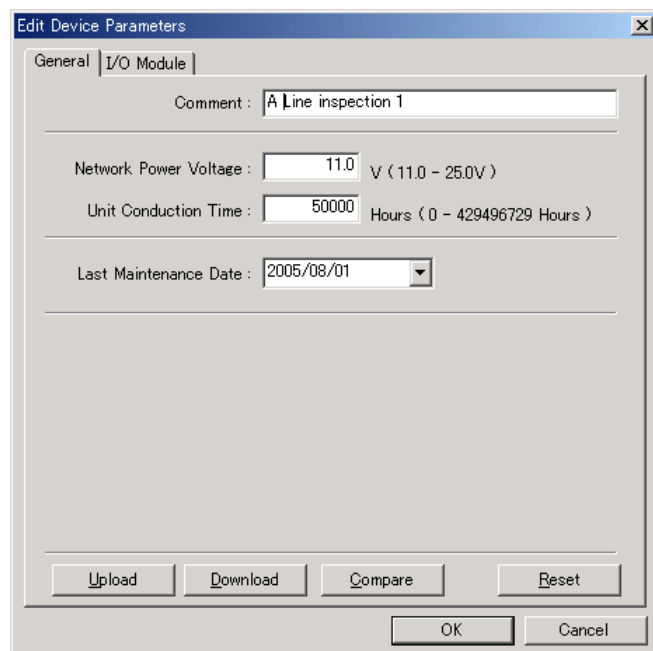 Edit Device Parameters
General I/O Module
Comment : A Line inspection 1
Network Power Voltage : 11.0 V ( 11.0 - 25.0V )
Unit Conduction Time : 50000 Hours ( 0 - 429496729 Hours )
Last Maintenance Date : 2005/08/01
Upload Download Compare Reset
OK Cancel